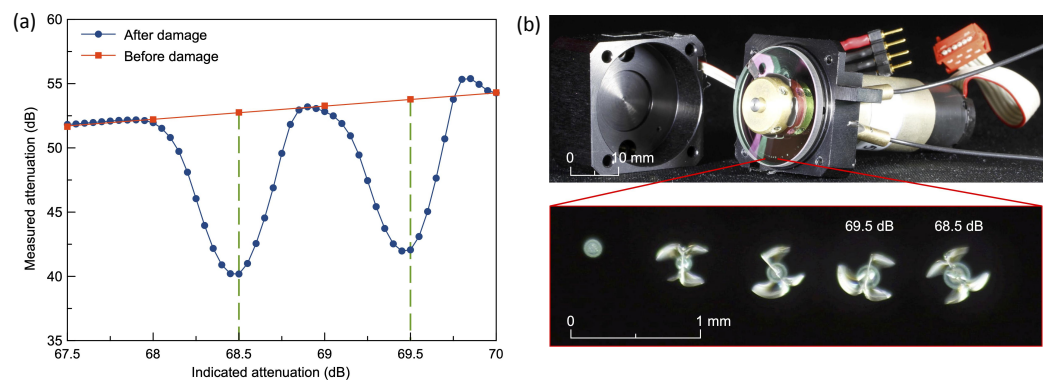 (a)
60
55
50
45
40
35
Measured attenuation (dB)
After damage
Before damage
67.5
68
68.5
69
69.5
70
Indicated attenuation (dB)
(b)
0
10 mm
69.5 dB
68.5 dB
0
1 mm